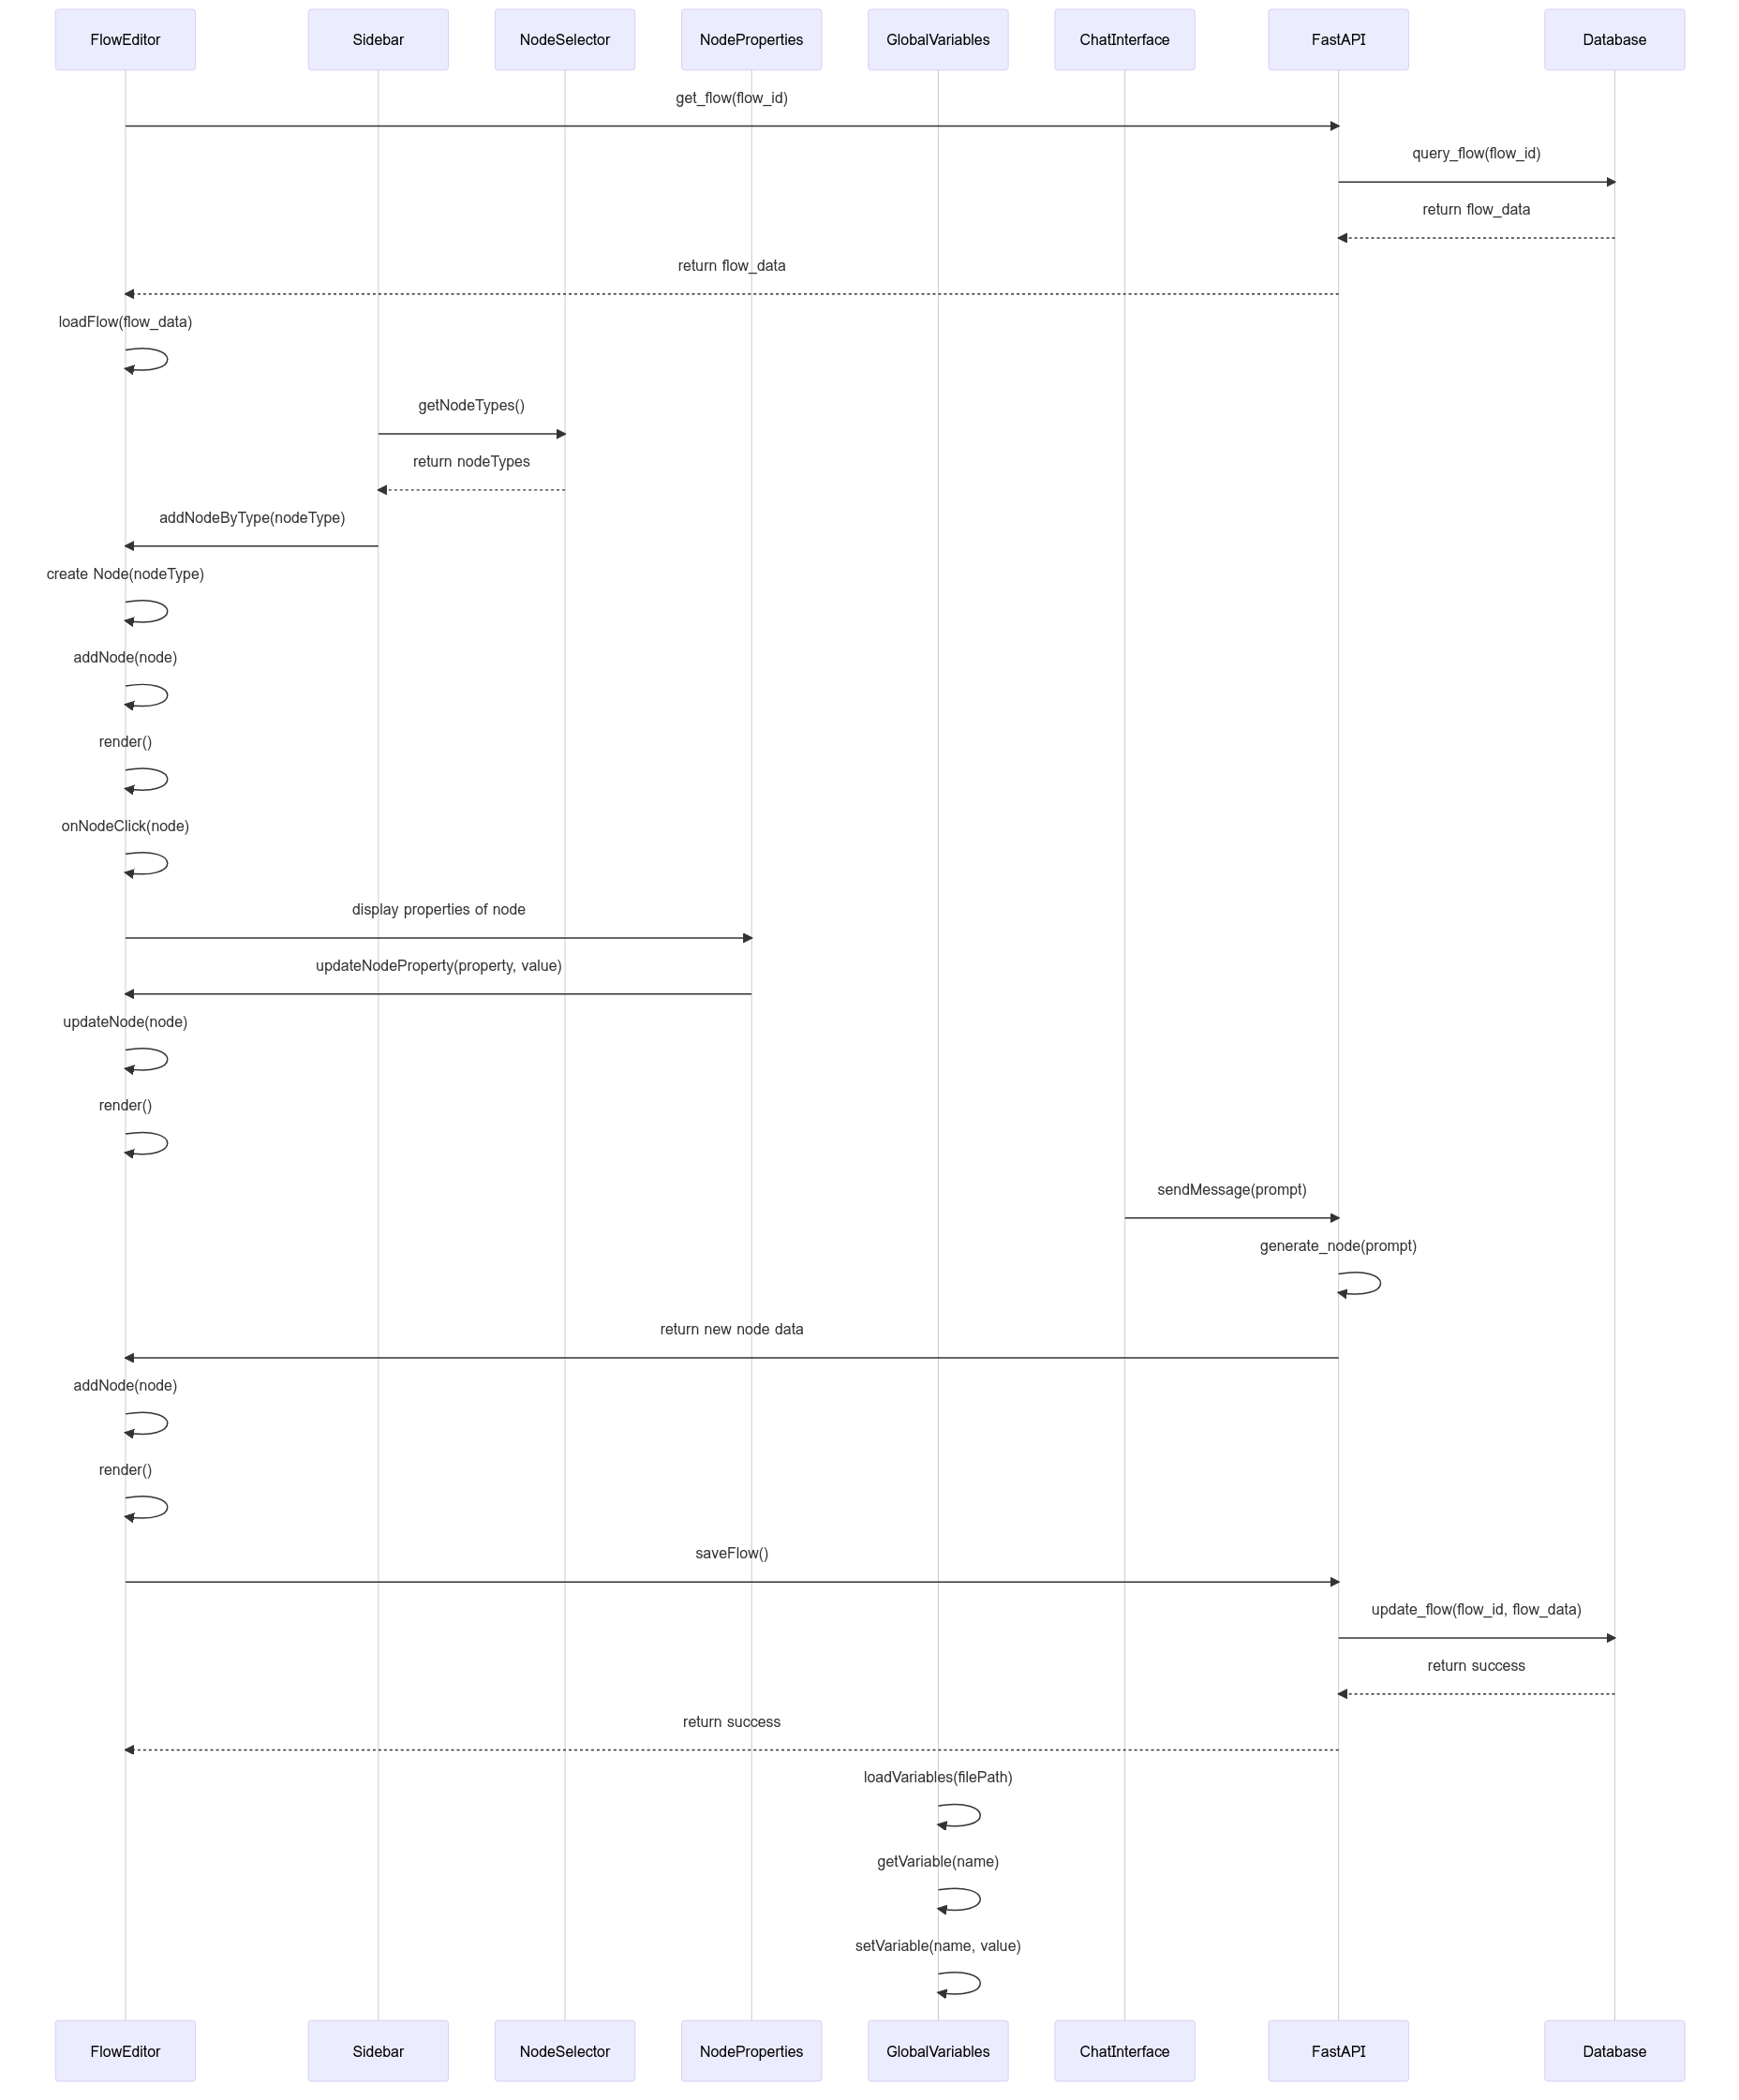 FlowEditor
Sidebar
NodeSelector
NodeProperties
GlobalVariables
ChatInterface
FastAPI
Database
get_flow(flow_id)
query_flow(flow_id)
return flow_data
return flow_data
loadFlow(flow_data)
getNodeTypes()
return nodeTypes
addNodeByType(nodeType)
create Node(nodeType)
addNode(node)
render()
onNodeClick(node)
display properties of node
updateNodeProperty(property, value)
updateNode(node)
render()
sendMessage(prompt)
generate_node(prompt)
return new node data
addNode(node)
render()
saveFlow()
update_flow(flow_id, flow_data)
return success
return success
loadVariables(filePath)
getVariable(name)
setVariable(name, value)
FlowEditor
Sidebar
NodeSelector
NodeProperties
GlobalVariables
ChatInterface
FastAPI
Database